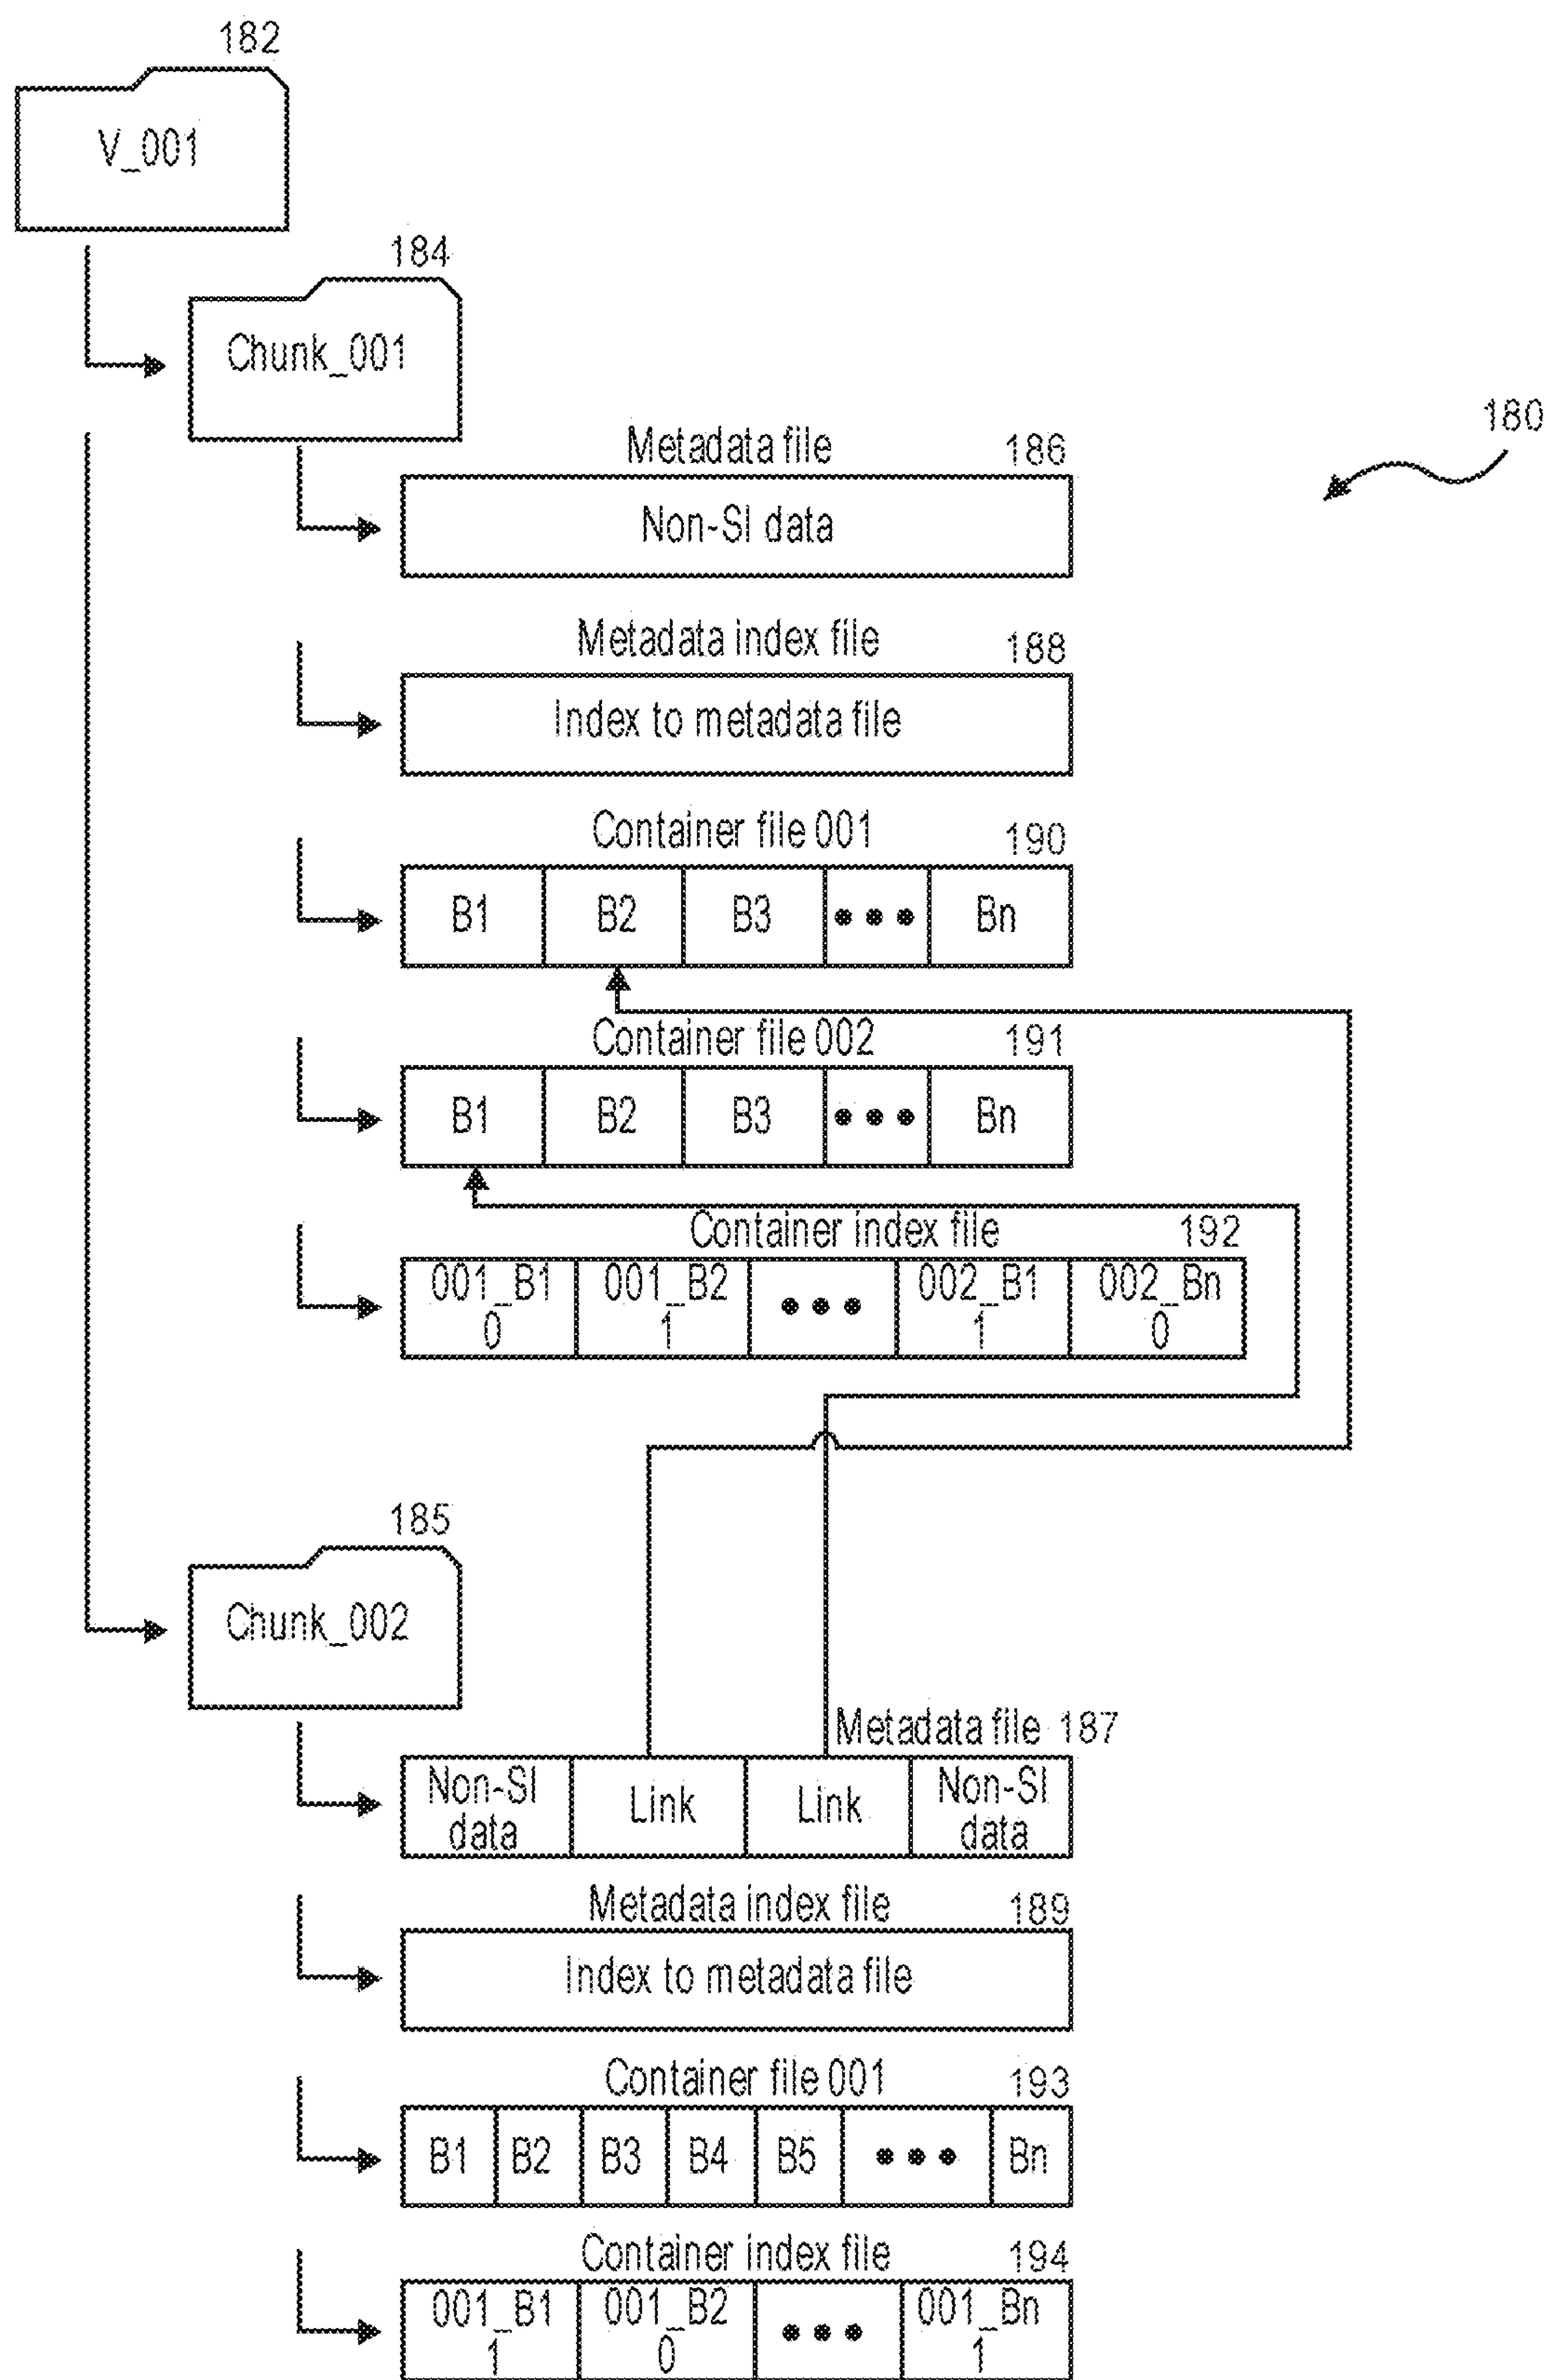 182
V_001
184
Chunk_001
180
Metadata file 186
Non-SI data
Metadata index file 188
Index to metadata file
Container file 001 190
B1 B2 B3 ••• Bn
Container file 002 191
B1 B2 B3 ••• Bn
Container index file 192
001_B1 001_B2 ••• 002_B1 002_Bn
0 1 1 0
185
Chunk_002
Metadata file 187
Non-SI Link Link Non-SI
data data
Metadata index file 189
Index to metadata file
Container file 001 193
B1 B2 B3 B4 B5 ••• Bn
Container index file 194
001_B1 001_B2 ••• 001_Bn
1 0 1